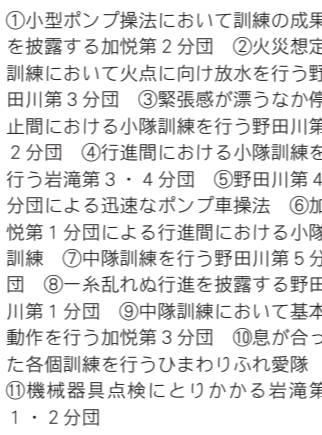 ①小型ポンプ操法において訓練の成果
を披露する加悦第２分団　②火災想定
訓練において火点に向け放水を行う野
田川第３分団　③緊張感が漂うなか停
止間における小隊訓練を行う野田川第
２分団　④行進間における小隊訓練を
行う岩滝第３・４分団　⑤野田川第４
分団による迅速なポンプ車操法　⑥加
悦第１分団による行進間における小隊
訓練　⑦中隊訓練を行う野田川第５分
団　⑧一糸乱れぬ行進を披露する野田
川第１分団　⑨中隊訓練において基本
動作を行う加悦第３分団　⑩息が合っ
た各個訓練を行うひまわりふれ愛隊
⑪機械器具点検にとりかかる岩滝第
１・２分団